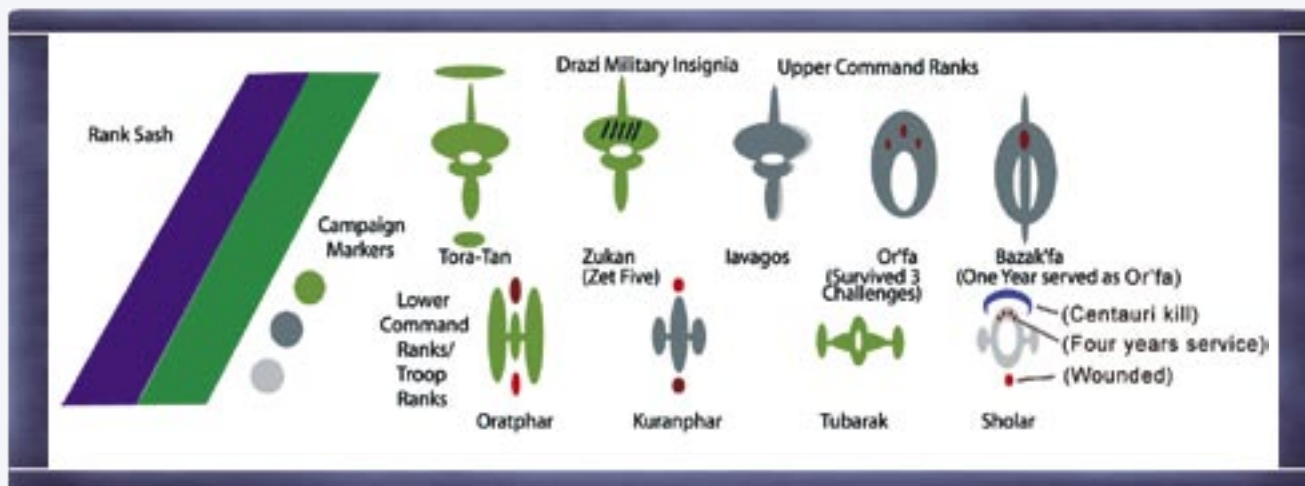 Drazi Military Insignia
Upper Command Ranks
Rank Sash
Campaign
Markers
Tora-Tan
Zukan
(Zet Five)
Iavagos
Or'fa
(Survived 3
Challenges)
Bazak'fa
(One Year served as Or'fa)
Lower
Command
Ranks/
Troop
Ranks
(Centauri kill)
(Four years service)
(Wounded)
Oratphar
Kuranphar
Tubarak
Sholar